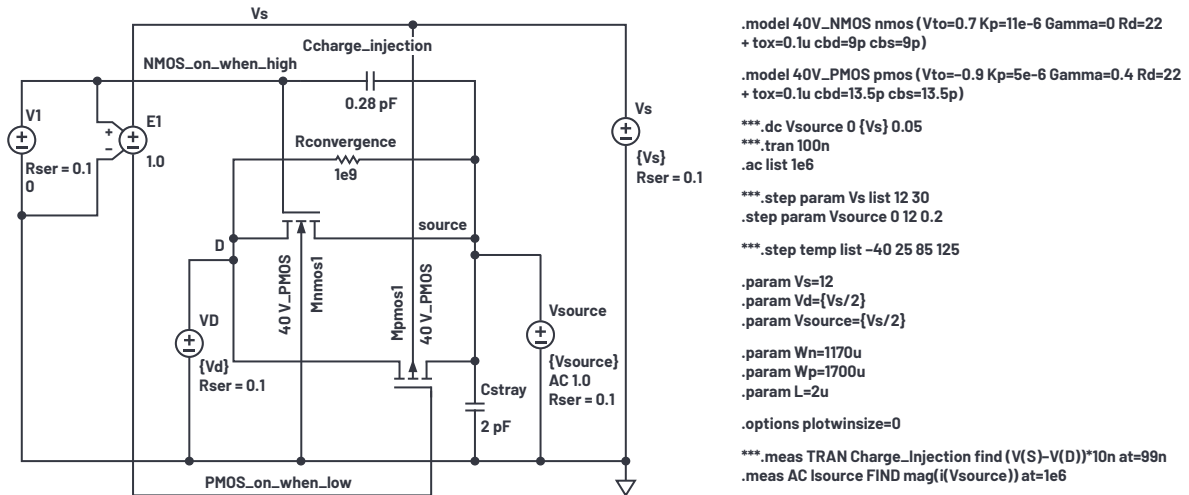 Vs
Ccharge_injection
NMOS_on_when_high
0.28 pF
V1
+
−
E1
1.0
Rser = 0.1
0
Rconvergence
1e9
Vs
{Vs}
Rser = 0.1
source
D
40 V_PMOS
Mnmos1
Mpmos1
40 V_PMOS
VD
{Vd}
Rser = 0.1
Vsource
{Vsource}
AC 1.0
Rser = 0.1
Cstray
2 pF
PMOS_on_when_low
.model 40V_NMOS nmos (Vto=0.7 Kp=11e-6 Gamma=0 Rd=22
+ tox=0.1u cbd=9p cbs=9p)
.model 40V_PMOS pmos (Vto=−0.9 Kp=5e-6 Gamma=0.4 Rd=22
+ tox=0.1u cbd=13.5p cbs=13.5p)
***.dc Vsource 0 {Vs} 0.05
***.tran 100n
.ac list 1e6
***.step param Vs list 12 30
.step param Vsource 0 12 0.2
***.step temp list −40 25 85 125
.param Vs=12
.param Vd={Vs/2}
.param Vsource={Vs/2}
.param Wn=1170u
.param Wp=1700u
.param L=2u
.options plotwinsize=0
***.meas TRAN Charge_Injection find (V(S)−V(D))*10n at=99n
.meas AC Isource FIND mag(i(Vsource)) at=1e6